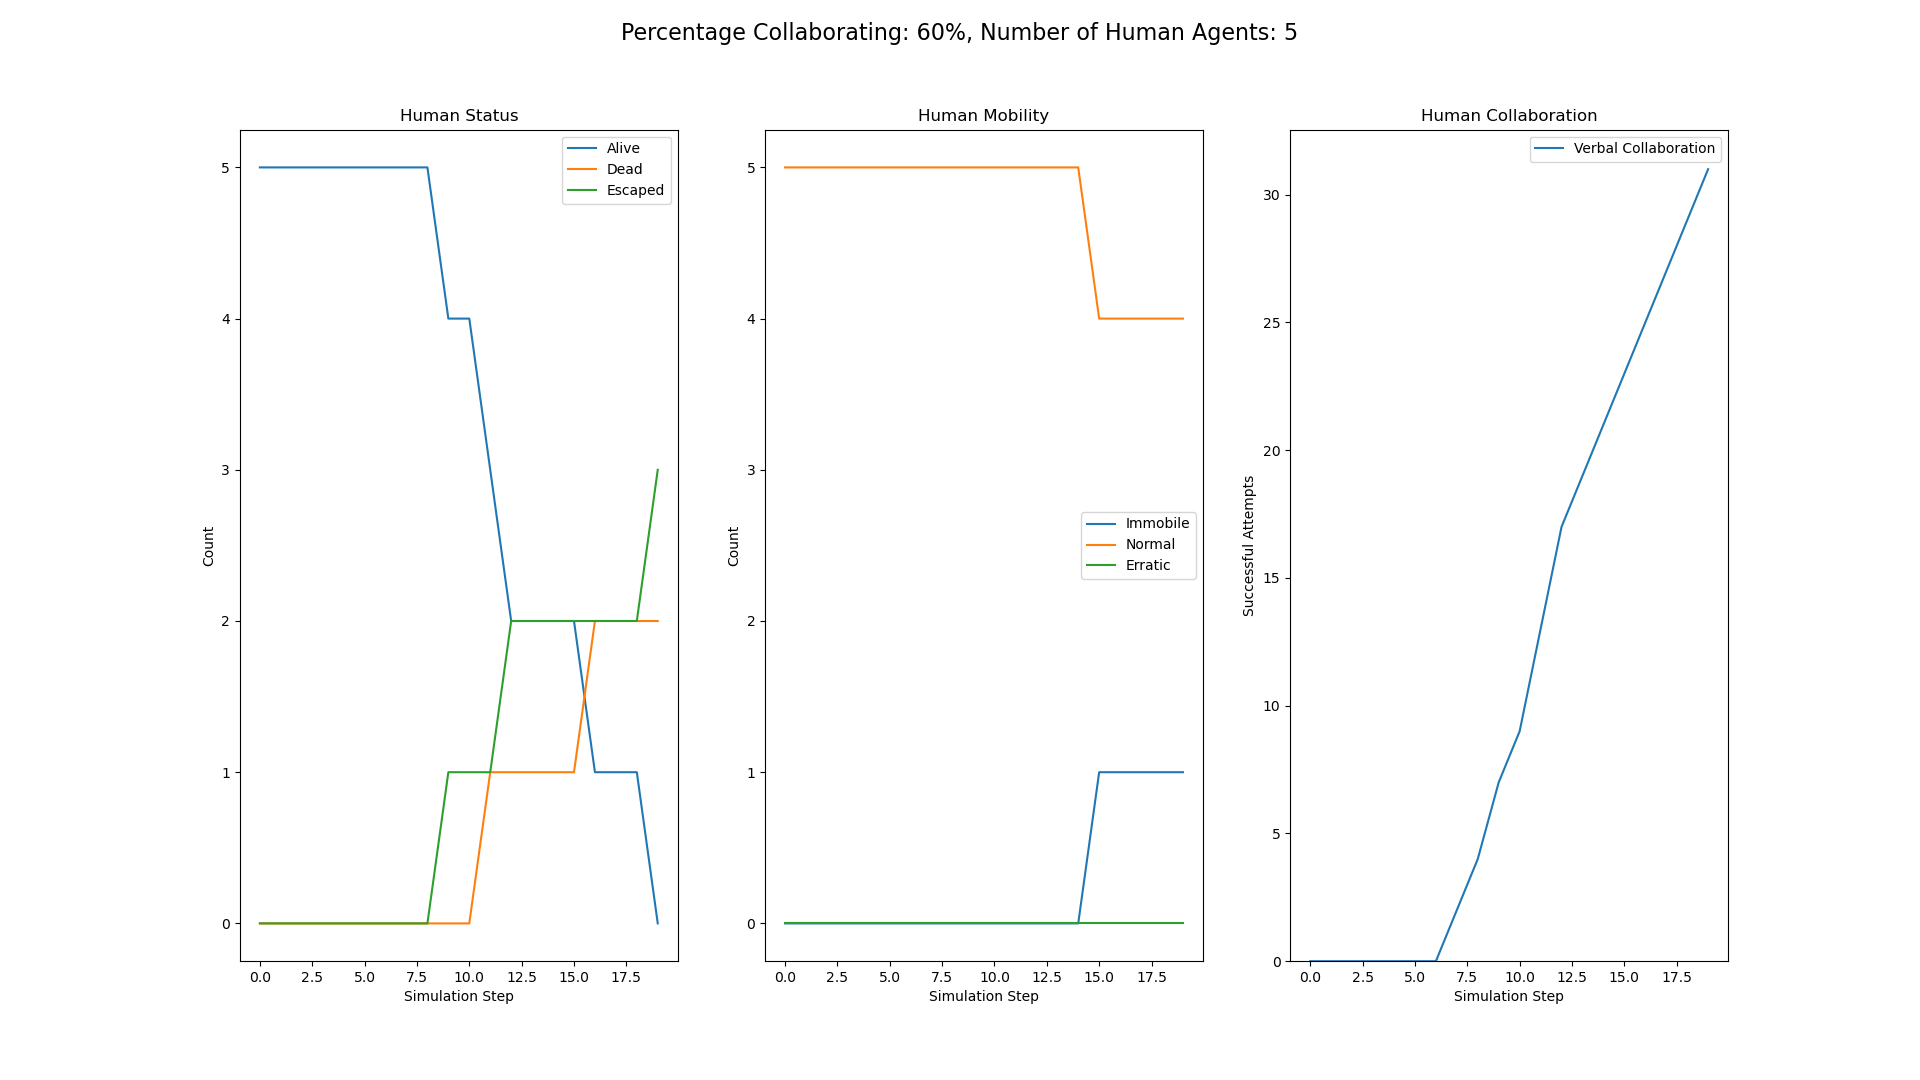 Percentage Collaborating: 60%, Number of Human Agents: 5
Human Status
Alive
Dead
Escaped
5
4
3
2
1
0
Count
0.0 2.5 5.0 7.5 10.0 12.5 15.0 17.5
Simulation Step
Human Mobility
5
4
3
2
1
0
Count
Immobile
Normal
Erratic
0.0 2.5 5.0 7.5 10.0 12.5 15.0 17.5
Simulation Step
Human Collaboration
Verbal Collaboration
30
25
20
15
10
5
0
Successful Attempts
0.0 2.5 5.0 7.5 10.0 12.5 15.0 17.5
Simulation Step